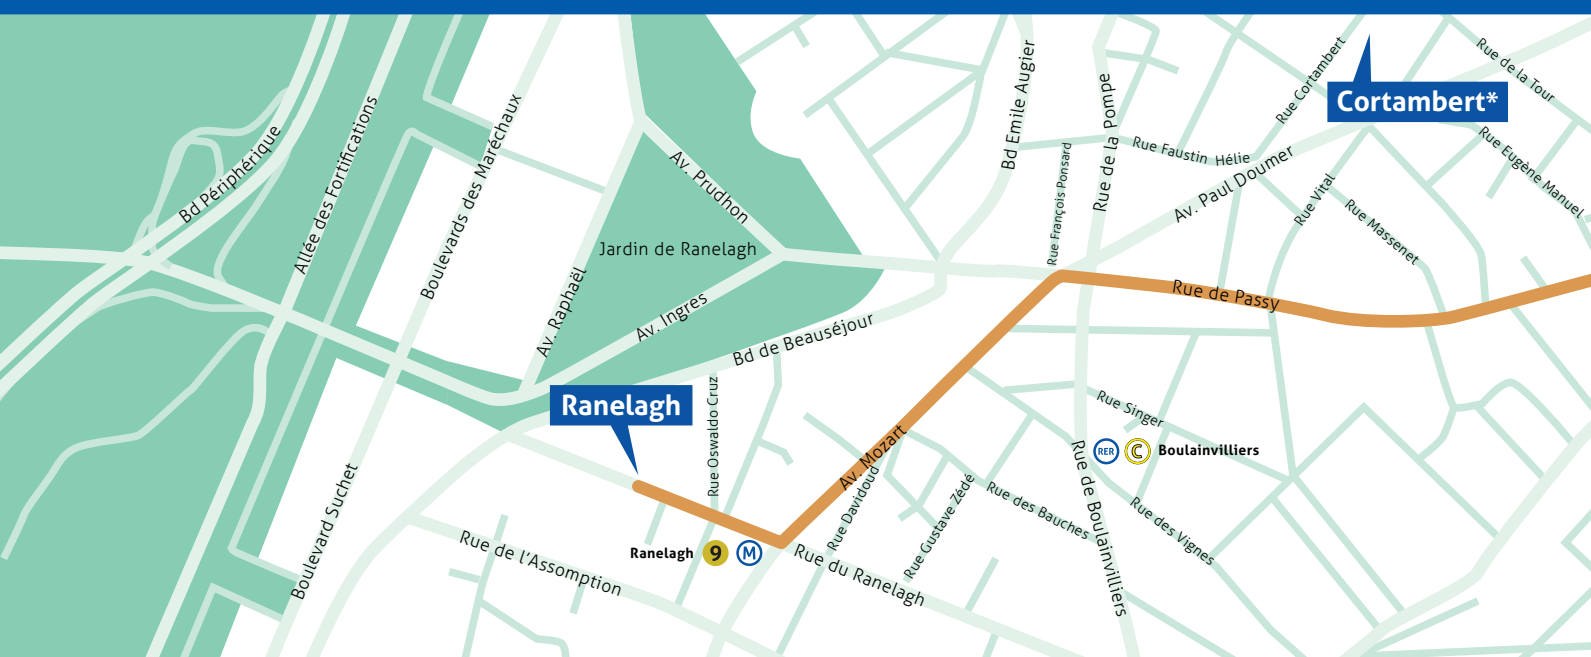 Bd Périphérique
Allée des Fortifications
Boulevards des Maréchaux
Av. Prudhon
Jardin de Ranelagh
Av. Raphaël
Av. Ingres
Bd de Beauséjour
Bd Emile Augier
Rue François Ponsard
Rue de la Pompe
Rue Faustin Hélie
Av. Paul Doumer
Rue Cortambert
Cortambert*
Rue de la Tour
Rue Eugène Manuel
Rue Vital
Rue Massenet
Rue de Passy
Ranelagh
Rue Oswaldo Cruz
Av. Mozart
Rue Singer
RER C Boulainvilliers
Boulevard Suchet
Rue de l'Assomption
Ranelagh 9 M
Rue du Ranelagh
Rue Davidoud
Rue Gustave Zédé
Rue des Bauches
Rue de Boulainvilliers
Rue des Vignes